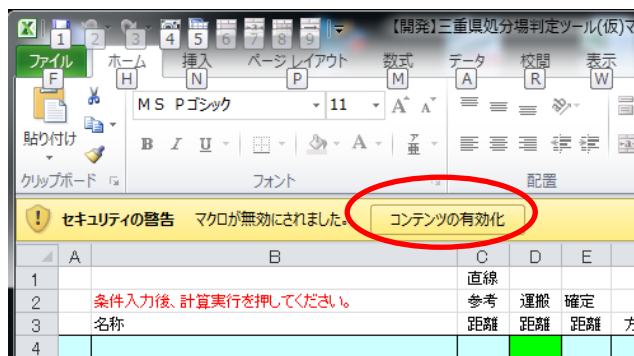 1 2 3 4 5 6 7 8 9 【開発】三重県処分場判定ツール(仮)マ
ファイル ホーム 挿入 ページ レイアウト 数式 データ 校閲 表示
F H N P M A R W
MS Pゴシック 11 A A
貼り付け B I U A 亜
クリップボード フォント 配置
セキュリティの警告 マクロが無効にされました。 コンテンツの有効化
A B C D E
1 直線
2 条件入力後、計算実行を押してください。 参考 運搬 確定
3 名称 距離 距離 距離 方
4